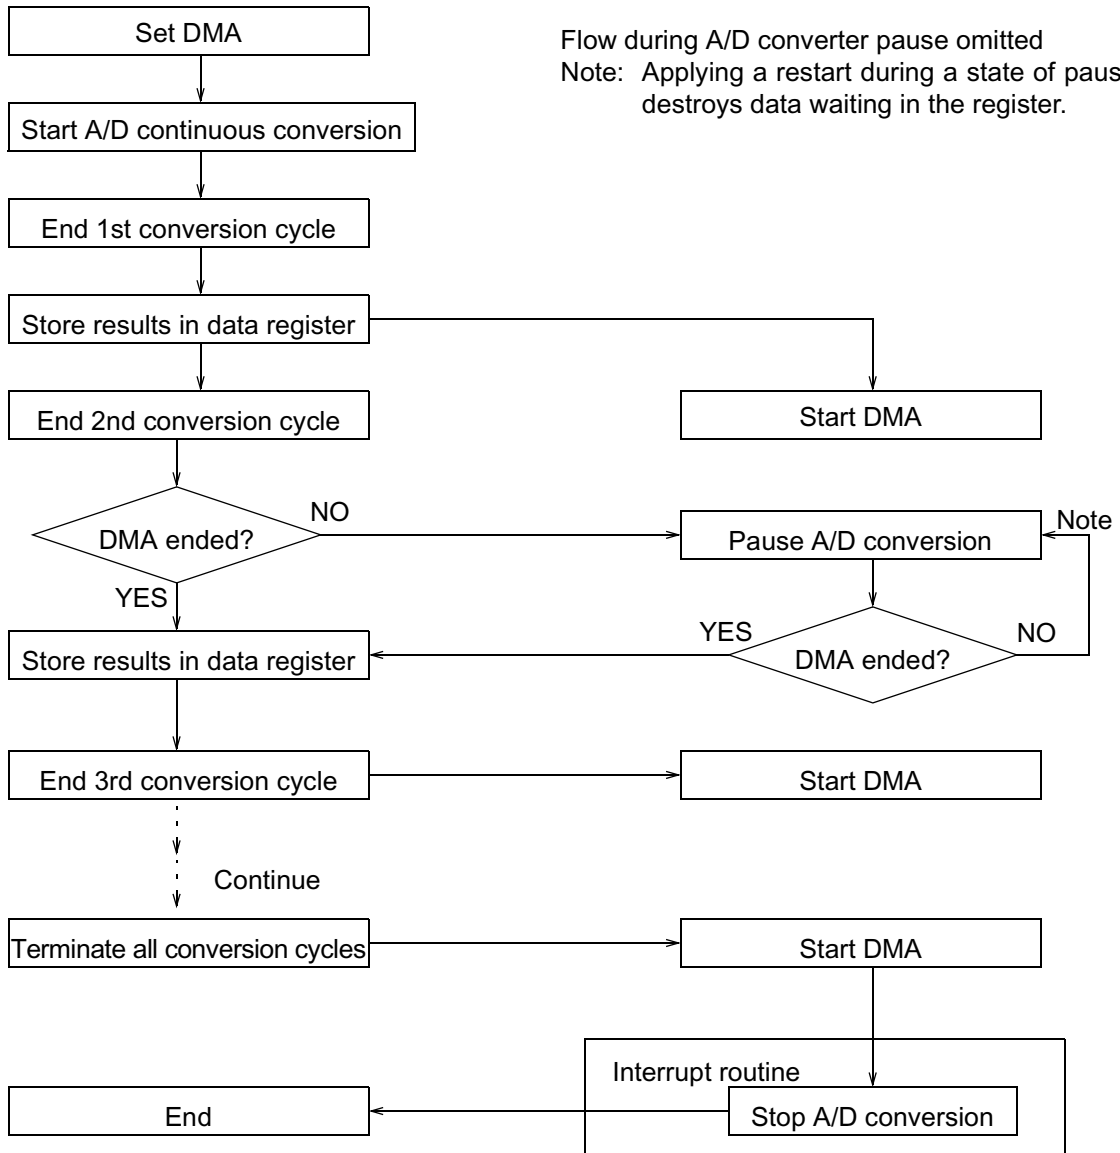 Set DMA
Flow during A/D converter pause omitted
Note: Applying a restart during a state of
destroys data waiting in the register.
Start A/D continuous conversion
End 1st conversion cycle
Store results in data register
End 2nd conversion cycle
Start DMA
DMA ended?
NO
Pause A/D conversion
Note
YES
Store results in data register
YES
DMA ended?
NO
End 3rd conversion cycle
Start DMA
Continue
Terminate all conversion cycles
Start DMA
Interrupt routine
End
Stop A/D conversion